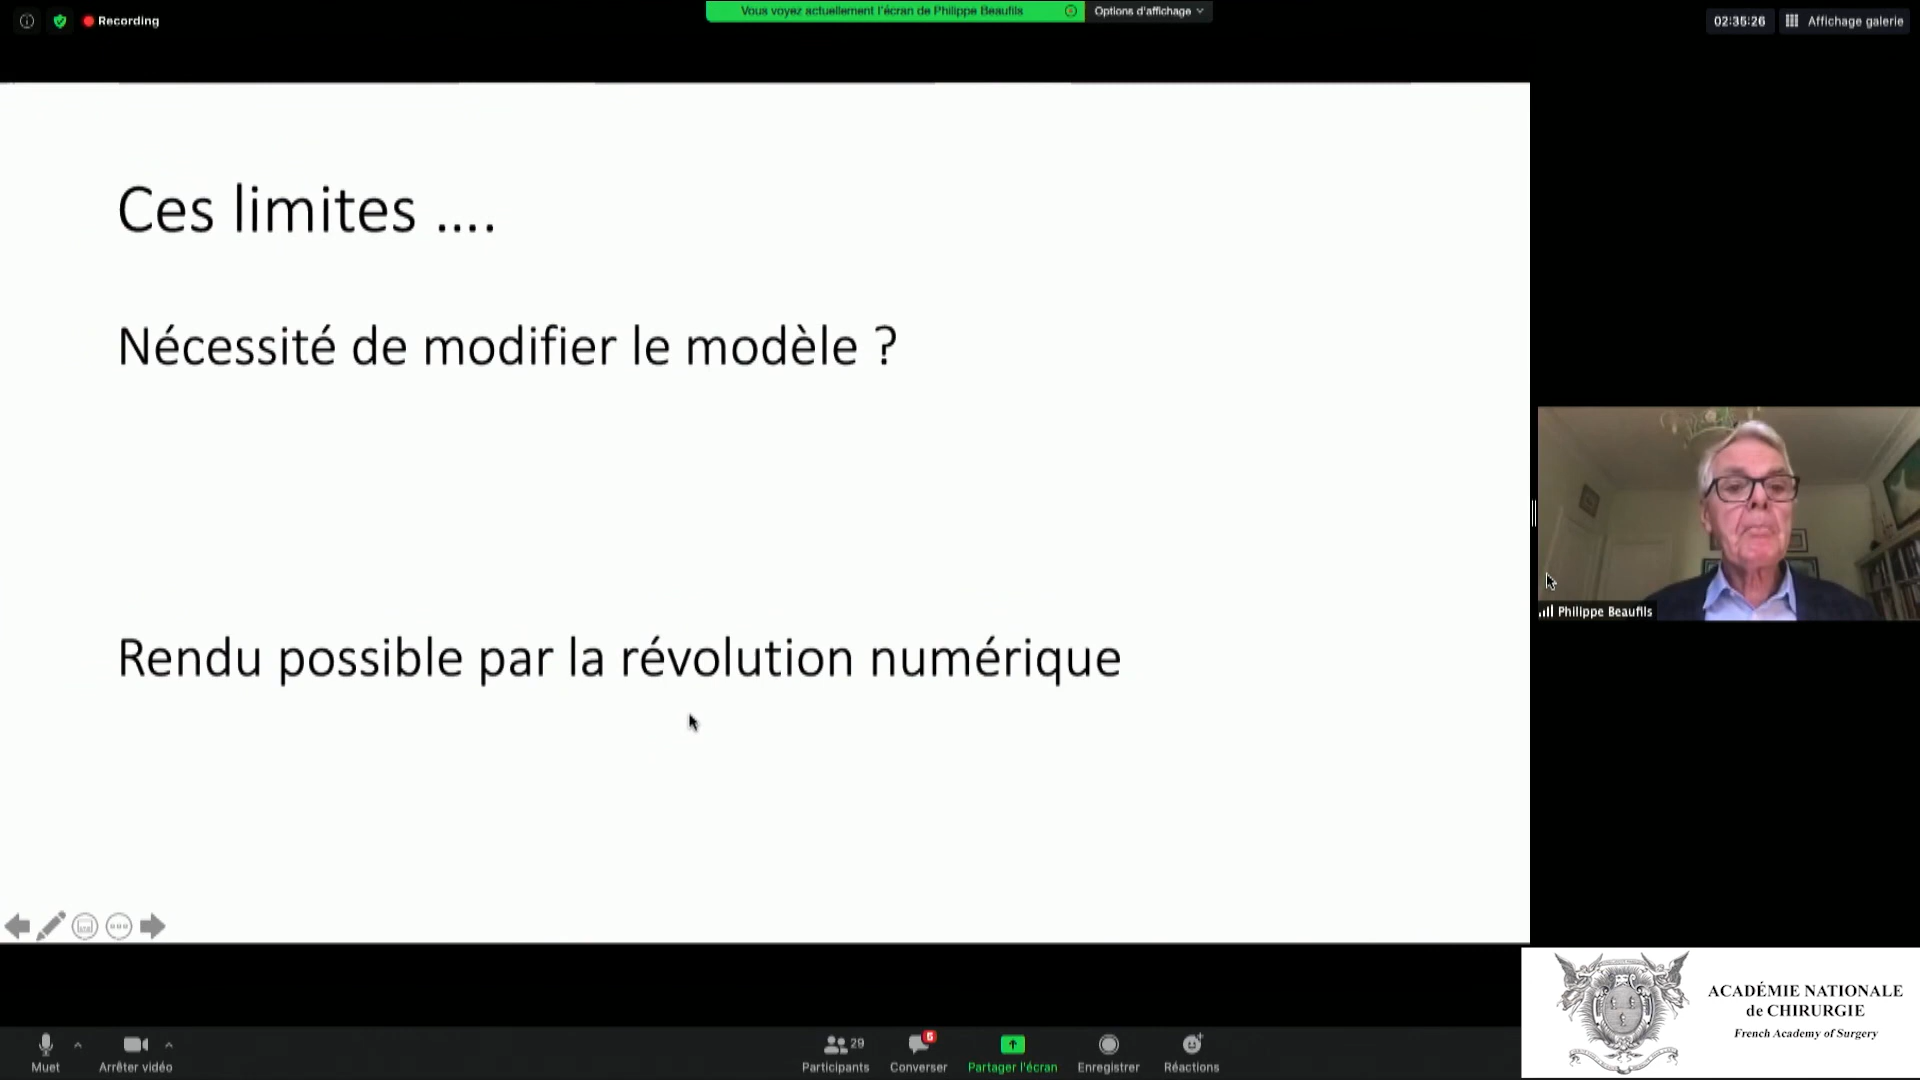 Recording
Vous voyez actuellement l'écran de Philippe Beaufils
Options d'affichage
02:35:26
Affichage galerie
Ces limites ....
Nécessité de modifier le modèle ?
Rendu possible par la révolution numérique
Philippe Beaufils
ACADÉMIE NATIONALE
de CHIRURGIE
French Academy of Surgery
Muet
Arrêter vidéo
29
Participants
6
Converser
Partager l'écran
Enregistrer
Réactions